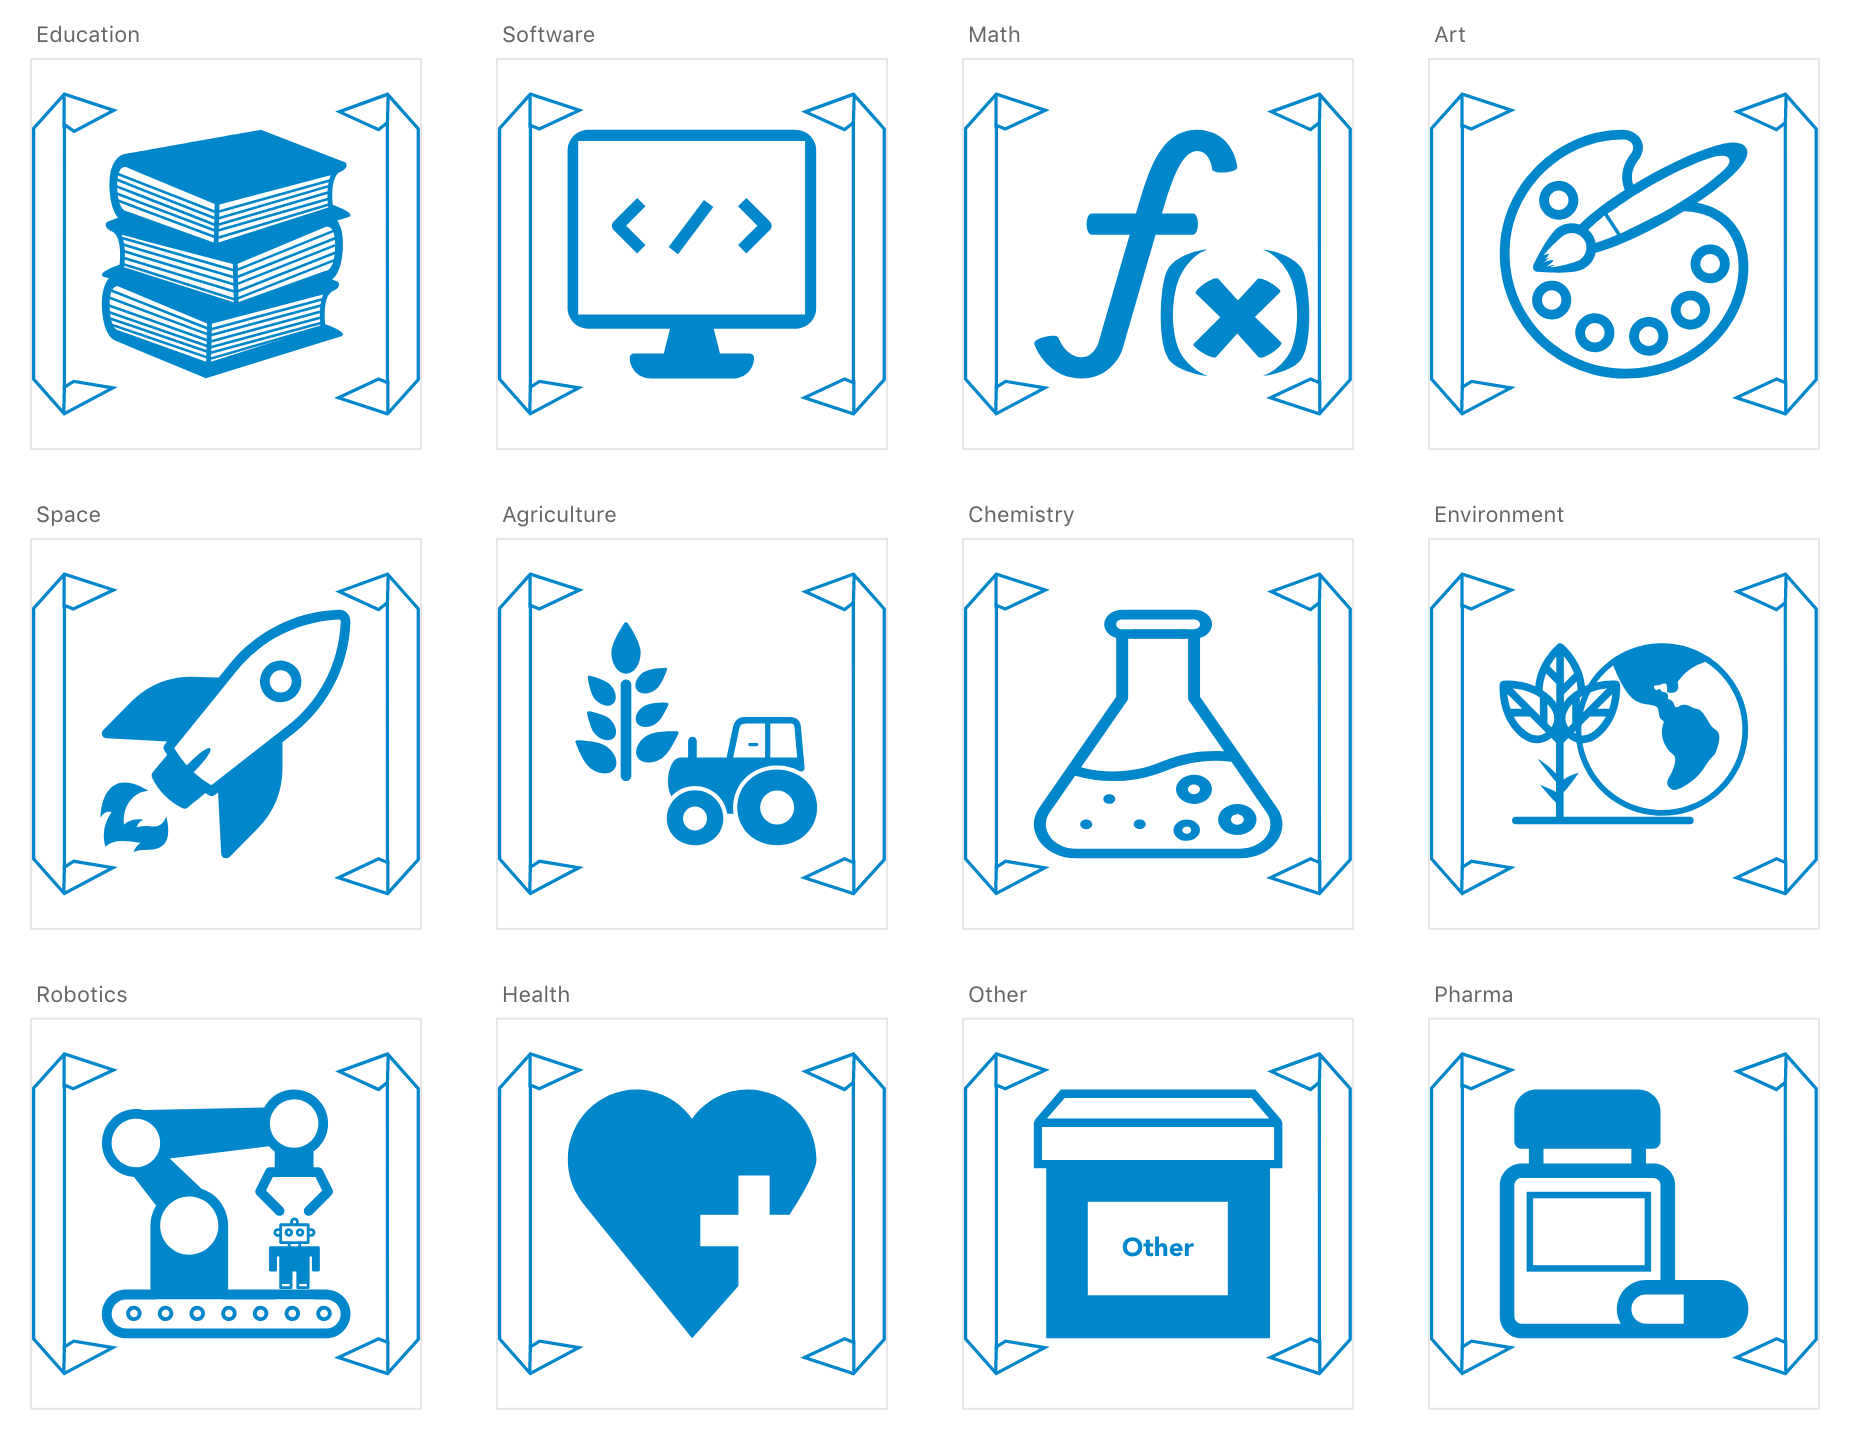 Education
Software
Math
Art
</>
f(x)
Space
Agriculture
Chemistry
Environment
Robotics
Health
Other
Pharma
Other